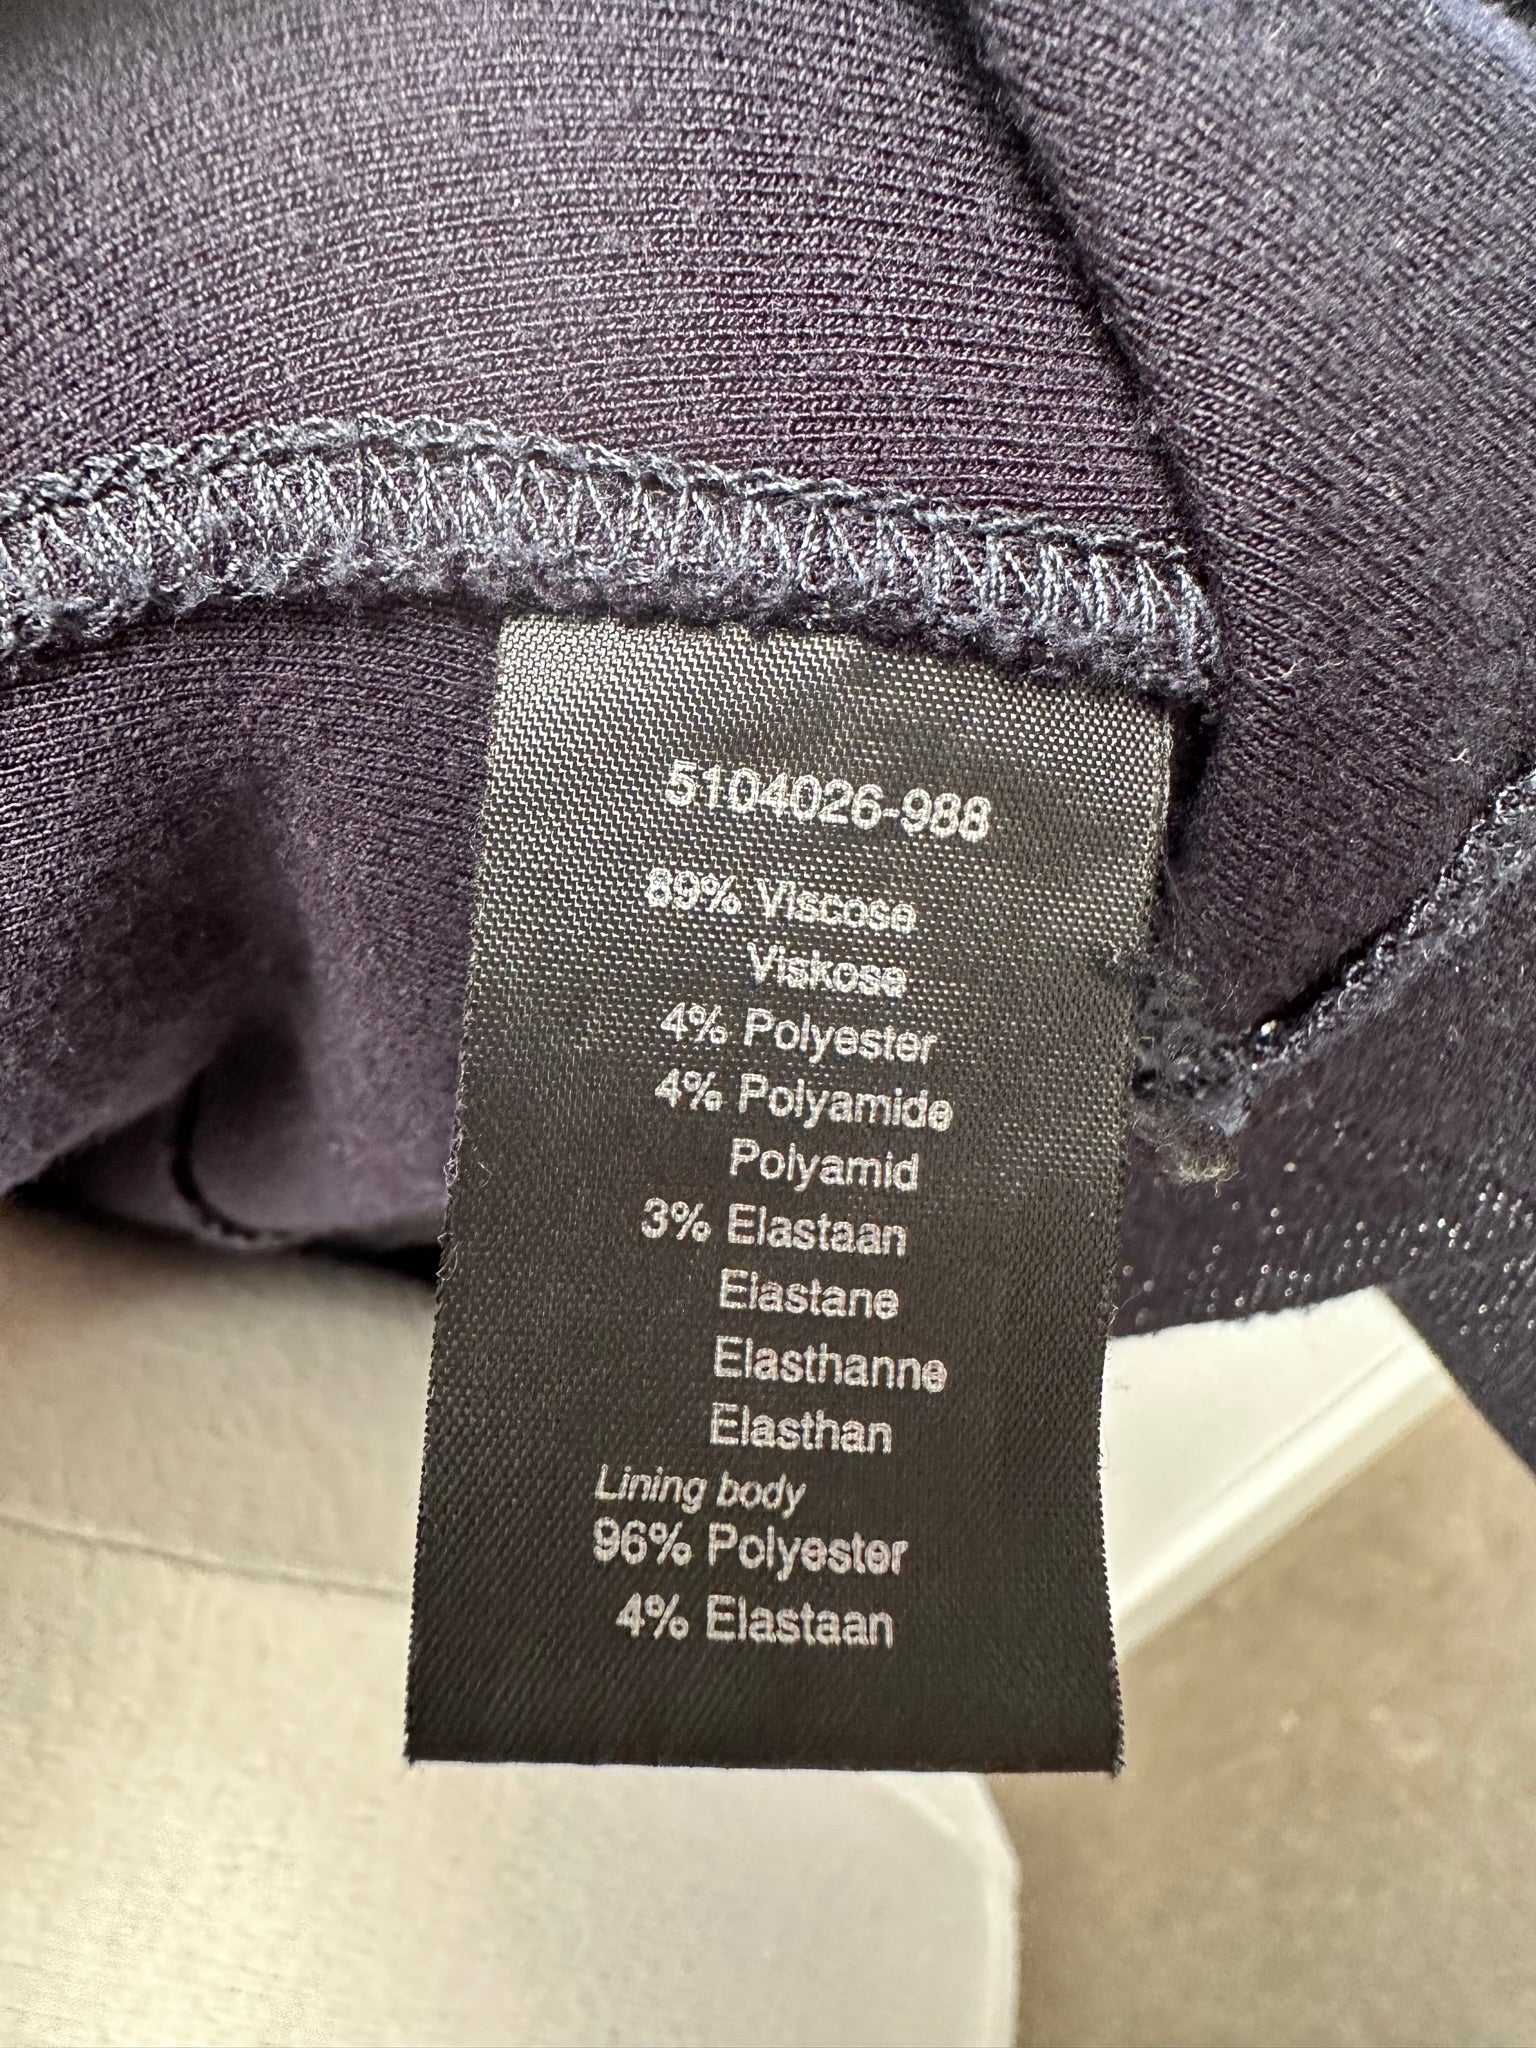 5104026-988
89% Viscose
Viskose
4% Polyester
4% Polyamide
Polyamid
3% Elastaan
Elastane
Elasthanne
Elasthan
Lining body
96% Polyester
4% Elastaan